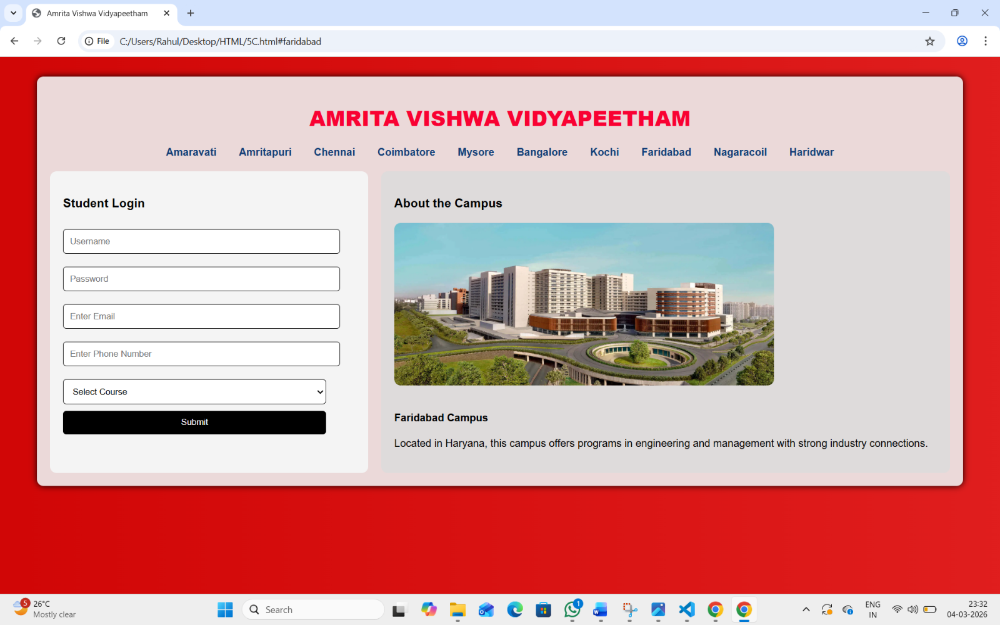 Amrita Vishwa Vidyapeetham
File C:/Users/Rahul/Desktop/HTML/5C.html#faridabad
AMRITA VISHWA VIDYAPEETHAM
Amaravati Amritapuri Chennai Coimbatore Mysore Bangalore Kochi Faridabad Nagaracoil Haridwar
Student Login
Username
Password
Enter Email
Enter Phone Number
Select Course
Submit
About the Campus
Faridabad Campus
Located in Haryana, this campus offers programs in engineering and management with strong industry connections.
5
26°C
Mostly clear
Search
1
W
ENG
IN
23:32
04-03-2026